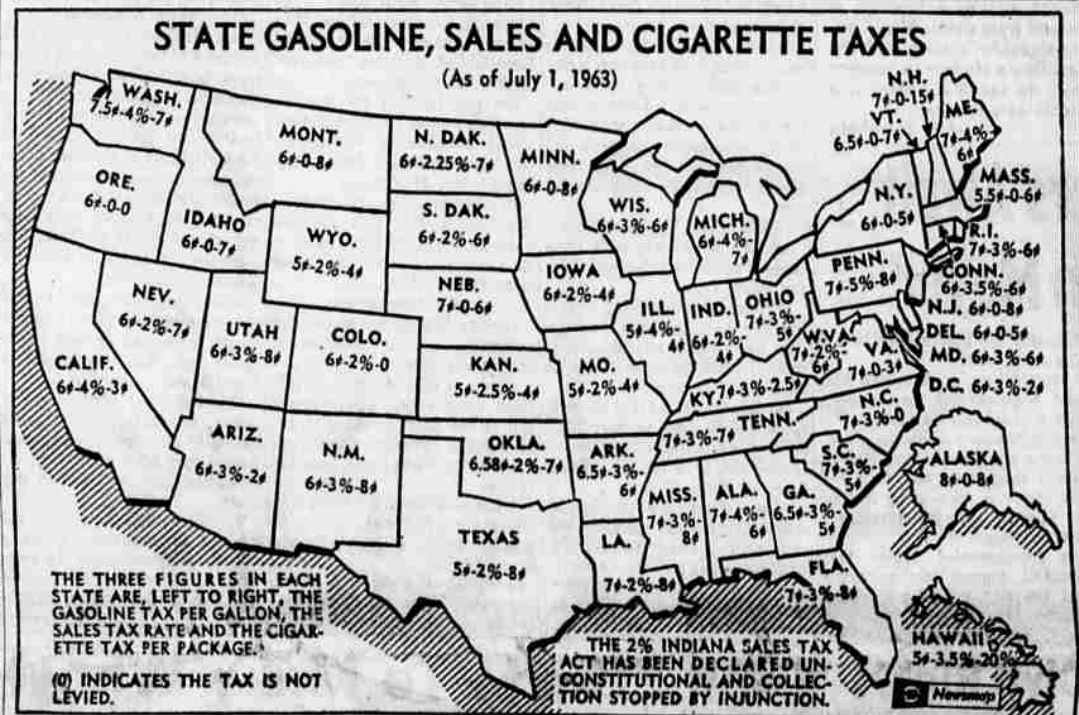 STATE GASOLINE, SALES AND CIGARETTE TAXES
(As of July 1, 1963)
WASH.
7.5¢-4%-7¢
ORE.
6¢-0-0
CALIF.
6¢-4%-3¢
NEV.
6¢-2%-7¢
IDAHO
6¢-0-7¢
MONT.
6¢-0-8¢
WYO.
5¢-2%-4¢
UTAH
6¢-3%-8¢
COLO.
6¢-2%-0
ARIZ.
6¢-3%-2¢
N.M.
6¢-3%-8¢
N. DAK.
6¢-2.25%-7¢
S. DAK.
6¢-2%-6¢
NEB.
7¢-0-6¢
KAN.
5¢-2.5%-4¢
OKLA.
6.58¢-2%-7¢
TEXAS
5¢-2%-8¢
MINN.
6¢-0-8¢
IOWA
6¢-2%-4¢
MO.
5¢-2%-4¢
ARK.
6.5¢-3%-
6¢
LA.
7¢-2%-8¢
WIS.
6¢-3%-6¢
ILL.
5¢-4%-
4¢
MICH.
6¢-4%-
7¢
IND.
6¢-2%-
4¢
OHIO
7¢-3%-
5¢
KY. 7¢-3%-2.5¢
TENN.
7¢-3%-7¢
MISS.
7¢-3%-
8¢
ALA.
7¢-4%-
6¢
GA.
6.5¢-3%-
5¢
FLA.
7¢-3%-8¢
S.C.
7¢-3%-
5¢
N.C.
7¢-3%-0
VA.
7¢-0-3¢
W.VA.
7¢-2%-
6¢
PENN.
7¢-5%-8¢
N.Y.
6¢-0-5¢
N.H.
7¢-0-15¢
VT.
6.5¢-0-7¢
ME.
7¢-4%-
6¢
MASS.
5.5¢-0-6¢
R.I.
7¢-3%-6¢
CONN.
6¢-3.5%-6¢
N.J. 6¢-0-8¢
DEL. 6¢-0-5¢
MD. 6¢-3%-6¢
D.C. 6¢-3%-2¢
ALASKA
8¢-0-8¢
HAWAII
5¢-3.5%-20%
THE THREE FIGURES IN EACH
STATE ARE, LEFT TO RIGHT, THE
GASOLINE TAX PER GALLON, THE
SALES TAX RATE AND THE CIGAR-
ETTE TAX PER PACKAGE.
(0) INDICATES THE TAX IS NOT
LEVIED.
THE 2% INDIANA SALES TAX
ACT HAS BEEN DECLARED UN-
CONSTITUTIONAL AND COLLEC-
TION STOPPED BY INJUNCTION.
Newsmap